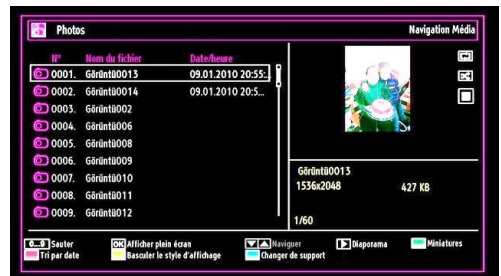 Photos Navigation Média
N° Nom du fichier Date/heure
0001. Görüntü0013 09.01.2010 20:55:..
0002. Görüntü0014 09.01.2010 20:5...
0003. Görüntü002
0004. Görüntü006
0005. Görüntü008
0006. Görüntü009
0007. Görüntü010
0008. Görüntü011
0009. Görüntü012
Görüntü0013
1536x2048 427 KB
1/60
0...9 Sauter OK Afficher plein écran Naviguer Diaporama Miniatures
Tri par date Basculer le style d'affichage Changer de support